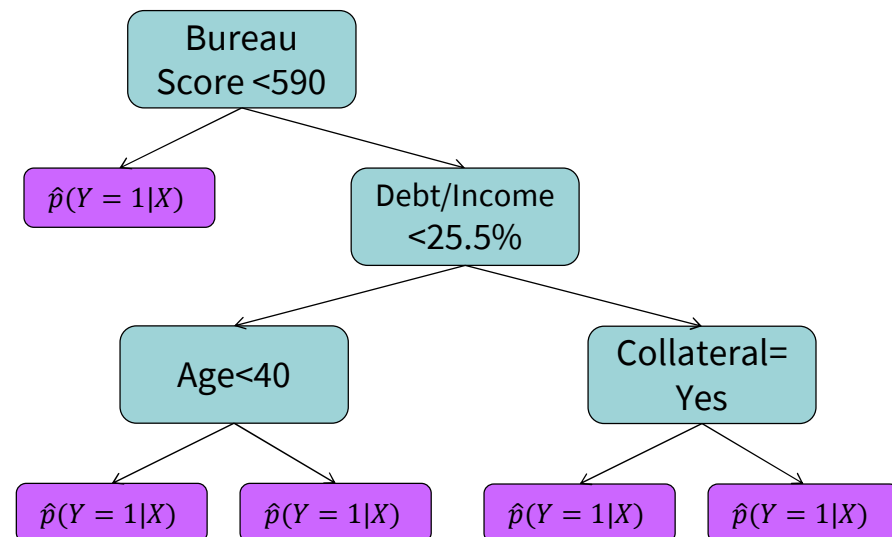 Bureau
Score <590
p̂(Y = 1|X)
Debt/Income
<25.5%
Age<40
Collateral=
Yes
p̂(Y = 1|X)
p̂(Y = 1|X)
p̂(Y = 1|X)
p̂(Y = 1|X)